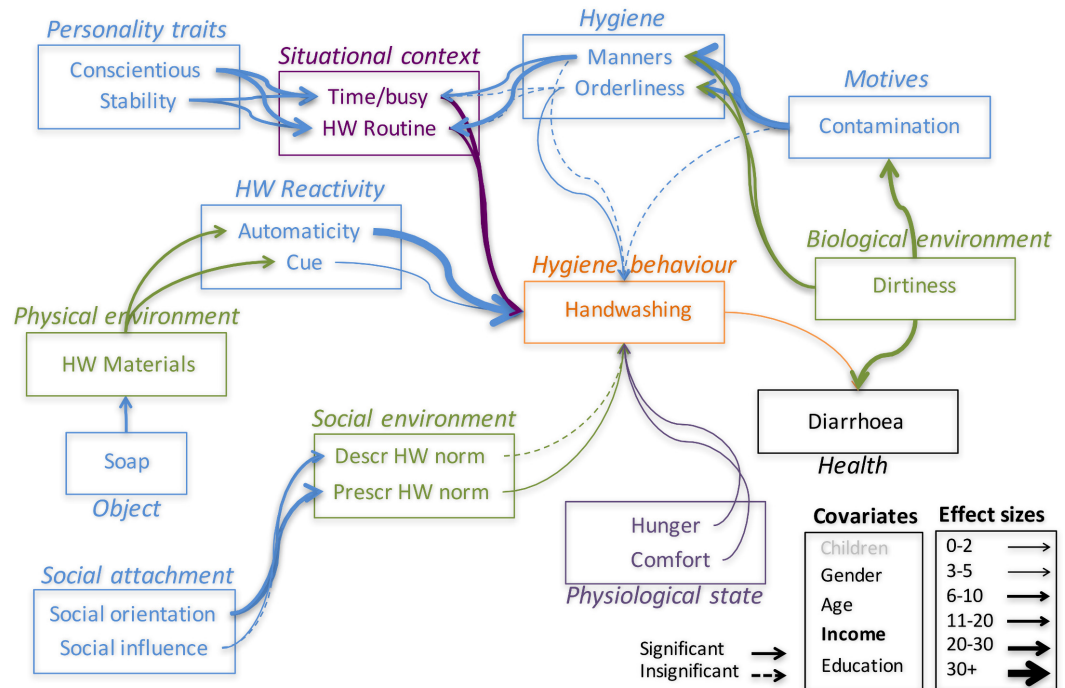 Personality traits
Conscientious
Stability
Situational context
Time/busy
HW Routine
Hygiene
Manners
Orderliness
Motives
Contamination
HW Reactivity
Automaticity
Cue
Biological environment
Dirtiness
Hygiene behaviour
Handwashing
Physical environment
HW Materials
Soap
Object
Social environment
Descr HW norm
Prescr HW norm
Diarrhoea
Health
Hunger
Comfort
Physiological state
Social attachment
Social orientation
Social influence
Significant
Insignificant
Covariates
Children
Gender
Age
Income
Education
Effect sizes
0-2
3-5
6-10
11-20
20-30
30+